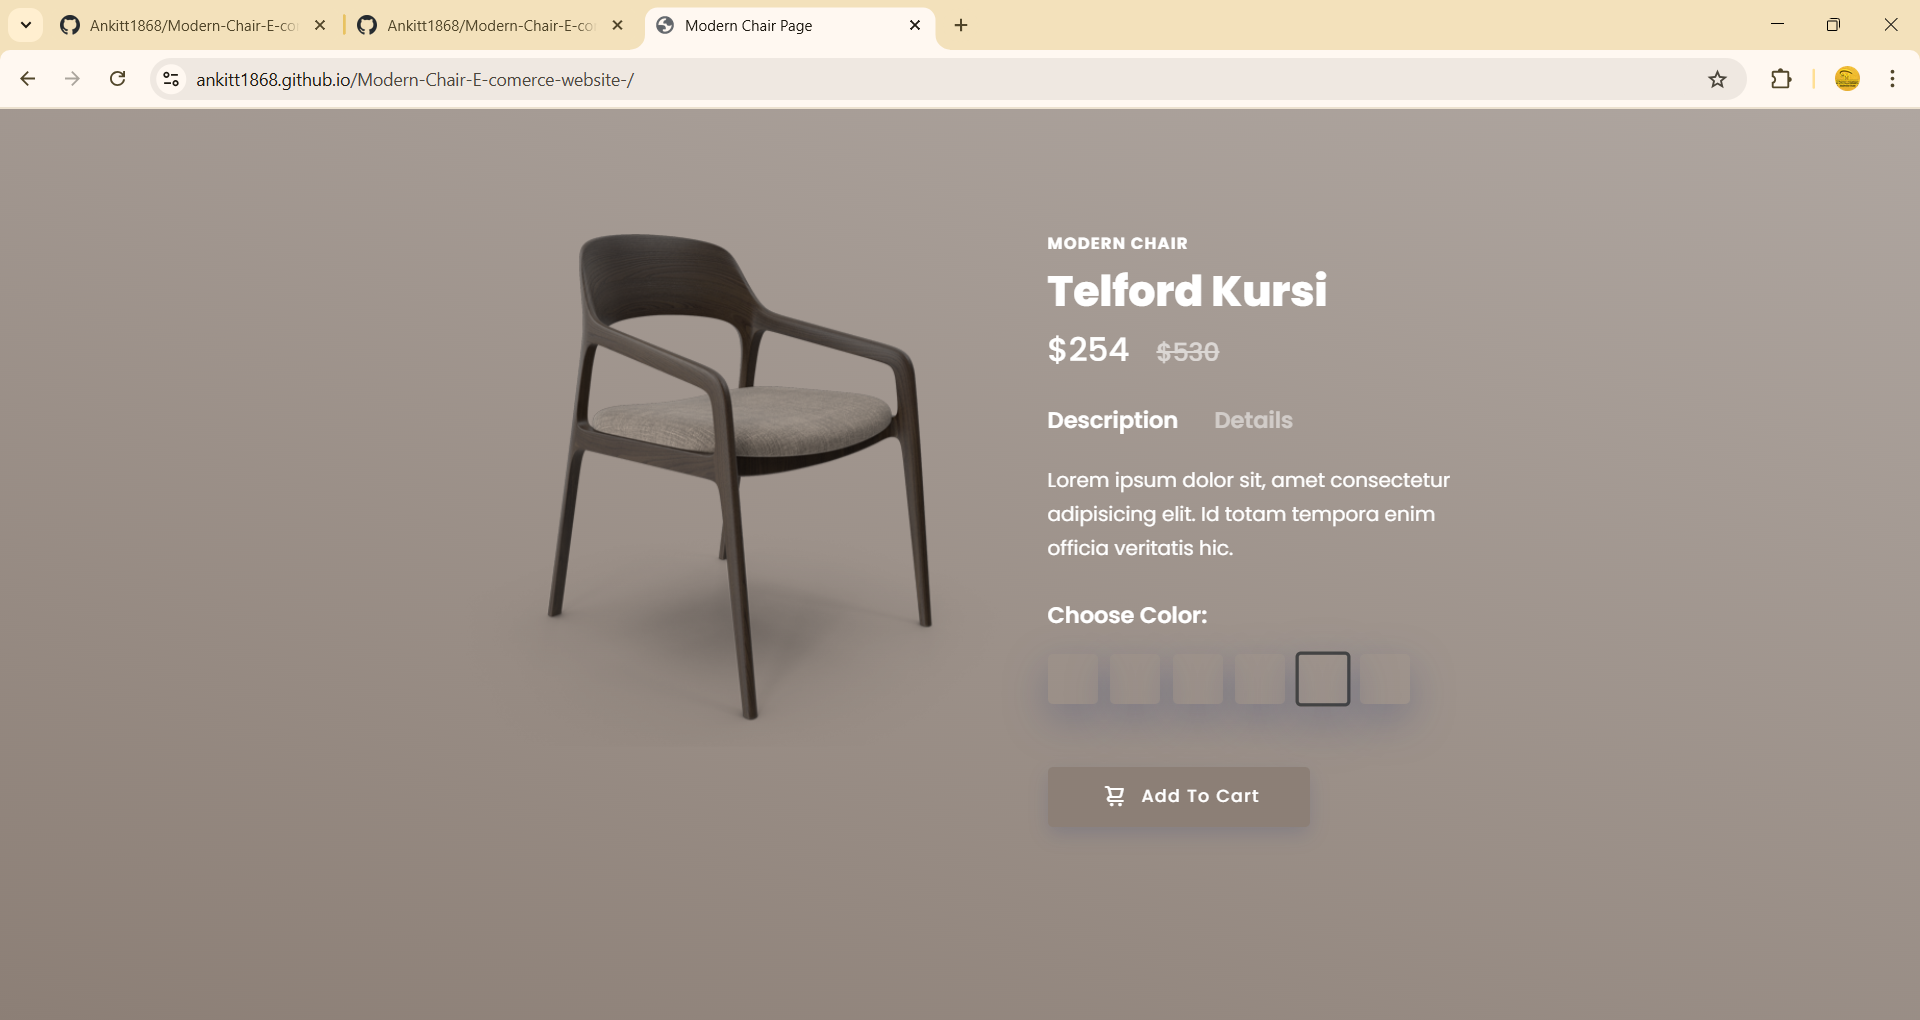 Ankitt1868/Modern-Chair-E-co
Ankitt1868/Modern-Chair-E-co
Modern Chair Page
ankitt1868.github.io/Modern-Chair-E-comerce-website-/
MODERN CHAIR
Telford Kursi
$254 $530
Description Details
Lorem ipsum dolor sit, amet consectetur
adipisicing elit. Id totam tempora enim
officia veritatis hic.
Choose Color:
Add To Cart